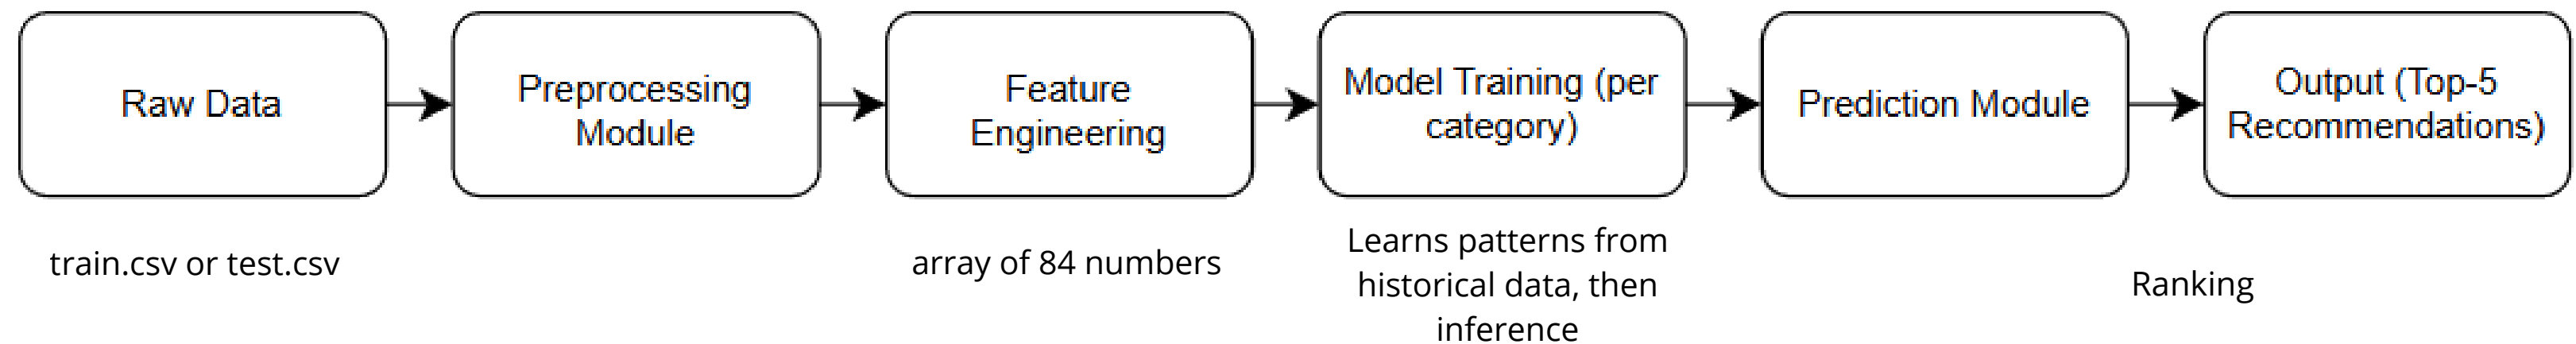 Raw Data
Preprocessing
Module
Feature
Engineering
Model Training (per
category)
Prediction Module
Output (Top-5
Recommendations)
train.csv or test.csv
array of 84 numbers
Learns patterns from
historical data, then
inference
Ranking